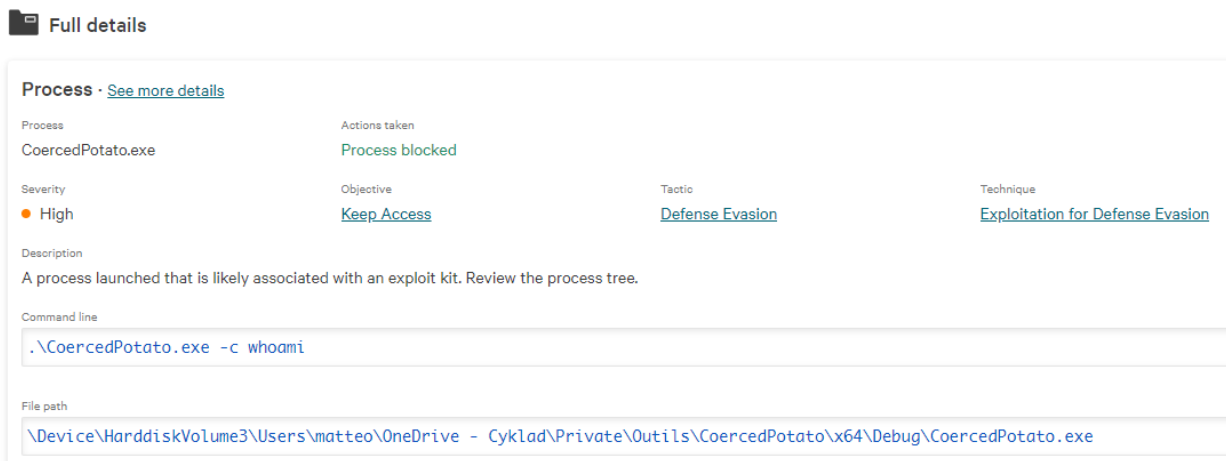 Full details
Process · See more details
Process Actions taken
CoercedPotato.exe Process blocked
Severity Objective Tactic Technique
High Keep Access Defense Evasion Exploitation for Defense Evasion
Description
A process launched that is likely associated with an exploit kit. Review the process tree.
Command line
.\CoercedPotato.exe -c whoami
File path
\Device\HarddiskVolume3\Users\matteo\OneDrive - Cyklad\Private\Outils\CoercedPotato\x64\Debug\CoercedPotato.exe